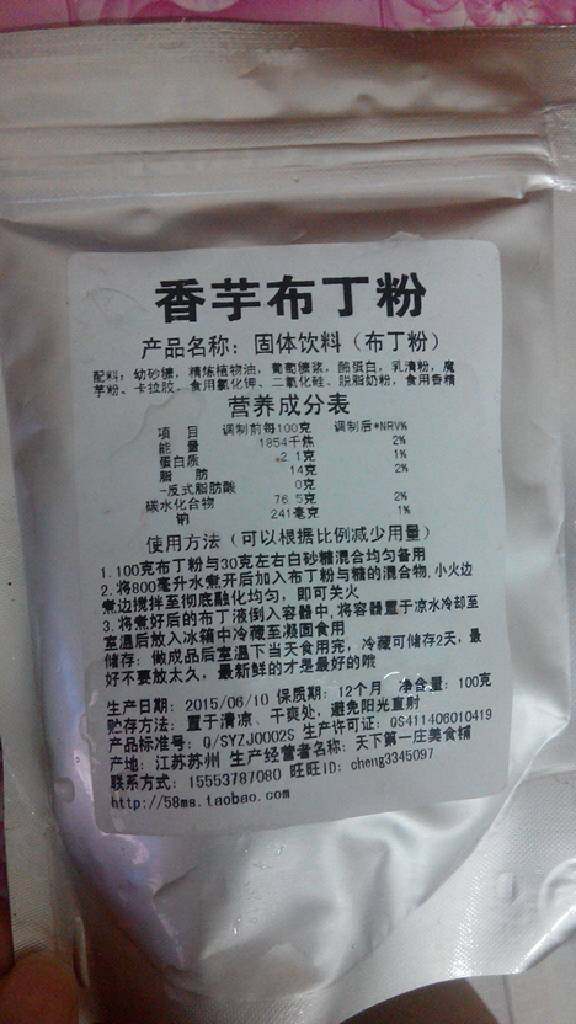 香芋布丁粉
产品名称：固体饮料（布丁粉）
配料：幼砂糖，精炼植物油，葡萄糖浆，酪蛋白，乳清粉，魔
芋粉、卡拉胶、食用氯化钾、二氧化硅、脱脂奶粉，食用香精
营养成分表
项 目 调制前每100克 调制后*NRV%
能 量 1854千焦 2%
蛋白质 2.1克 1%
脂 肪 14克 2%
-反式脂肪酸 0克
碳水化合物 76.5克 2%
钠 241毫克 1%
使用方法（可以根据比例减少用量）
1.100克布丁粉与30克左右白砂糖混合均匀备用
2.将800毫升水煮开后加入布丁粉与糖的混合物,小火边
煮边搅拌至彻底融化均匀，即可关火
3.将煮好后的布丁液倒入容器中,将容器置于凉水冷却至
室温后放入冰箱中冷藏至凝固食用
储存：做成品后室温下当天食用完，冷藏可储存2天，最
好不要放太久，最新鲜的才是最好的哦
生产日期：2015/06/10 保质期：12个月 净含量：100克
贮存方法：置于清凉、干爽处，避免阳光直射
产品标准号：Q/SYZJ0002S 生产许可证：QS411406010419
产地：江苏苏州 生产经营者名称：天下第一庄美食铺
联系方式：15553787080 旺旺ID：cheng3345097
http://58ms.taobao.com